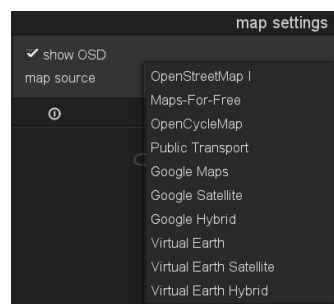 map settings
show OSD
map source
OpenStreetMap I
Maps-For-Free
OpenCycleMap
Public Transport
Google Maps
Google Satellite
Google Hybrid
Virtual Earth
Virtual Earth Satellite
Virtual Earth Hybrid